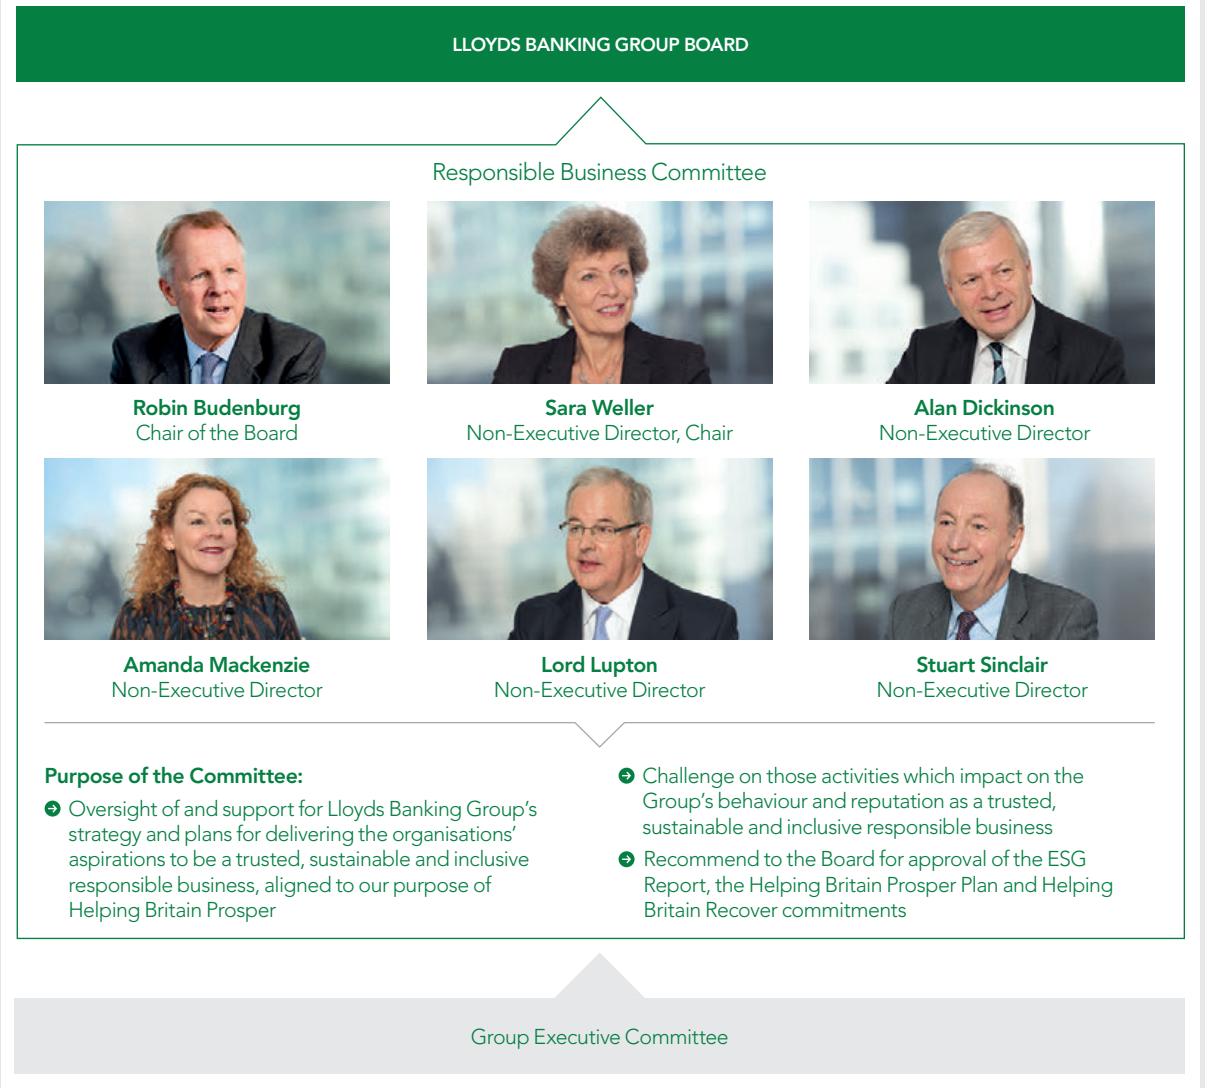 LLOYDS BANKING GROUP BOARD
Responsible Business Committee
Robin Budenburg
Chair of the Board
Sara Weller
Non-Executive Director, Chair
Alan Dickinson
Non-Executive Director
Amanda Mackenzie
Non-Executive Director
Lord Lupton
Non-Executive Director
Stuart Sinclair
Non-Executive Director
Purpose of the Committee:
Oversight of and support for Lloyds Banking Group's
strategy and plans for delivering the organisations'
aspirations to be a trusted, sustainable and inclusive
responsible business, aligned to our purpose of
Helping Britain Prosper
Challenge on those activities which impact on the
Group's behaviour and reputation as a trusted,
sustainable and inclusive responsible business
Recommend to the Board for approval of the ESG
Report, the Helping Britain Prosper Plan and Helping
Britain Recover commitments
Group Executive Committee